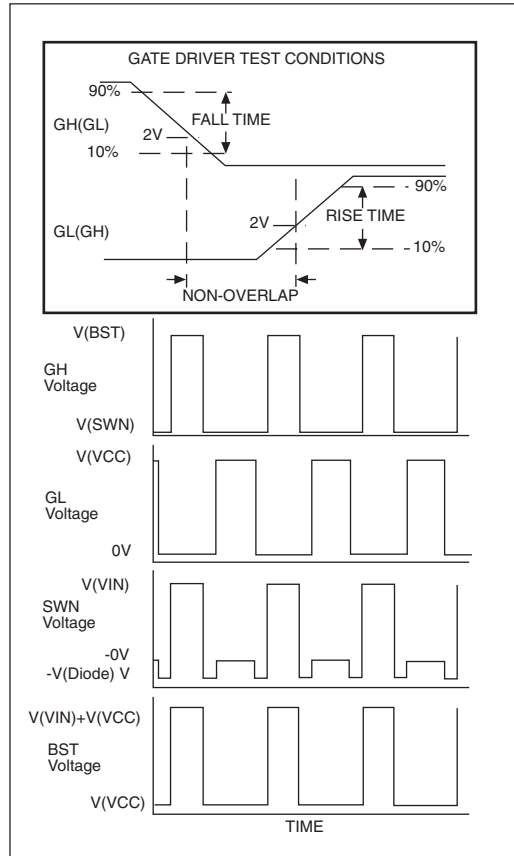 GATE DRIVER TEST CONDITIONS
90%
FALL TIME
GH(GL)
2V
10%
90%
RISE TIME
2V
GL(GH)
10%
NON-OVERLAP
V(BST)
GH
Voltage
V(SWN)
V(VCC)
GL
Voltage
0V
V(VIN)
SWN
Voltage
-0V
-V(Diode) V
V(VIN)+V(VCC)
BST
Voltage
V(VCC)
TIME